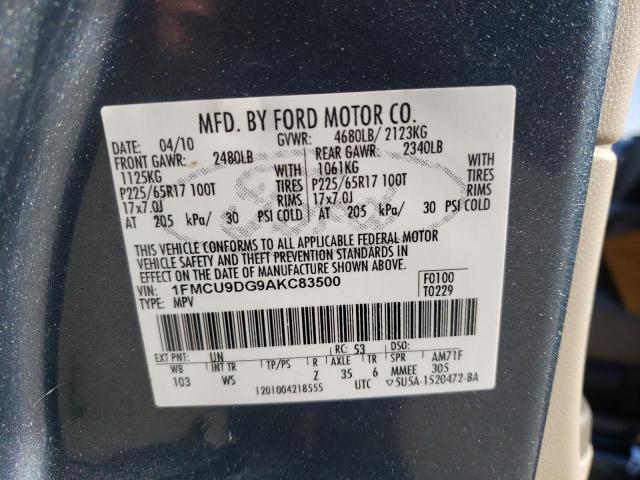 MFD. BY FORD MOTOR CO.
DATE: 04/10 GVWR: 4680LB/ 2123KG
FRONT GAWR: 2480LB REAR GAWR: 2340LB
1125KG WITH 1061KG WITH
P225/65R17 100T TIRES P225/65R17 100T TIRES
17x7.0J RIMS 17x7.0J RIMS
AT 205 kPa/ 30 PSI COLD AT 205 kPa/ 30 PSI COLD
THIS VEHICLE CONFORMS TO ALL APPLICABLE FEDERAL MOTOR
VEHICLE SAFETY AND THEFT PREVENTION STANDARDS IN
EFFECT ON THE DATE OF MANUFACTURE SHOWN ABOVE.
VIN: 1FMCU9DG9AKC83500 F0100
TYPE: MPV T0229
EXT PNT: UN RC: 53 DSO:
WB INT TR TP/PS R AXLE TR SPR AM71F
103 WS Z 35 6 MMEE 305
1201004218555 UTC ▽5U5A-1520472-BA